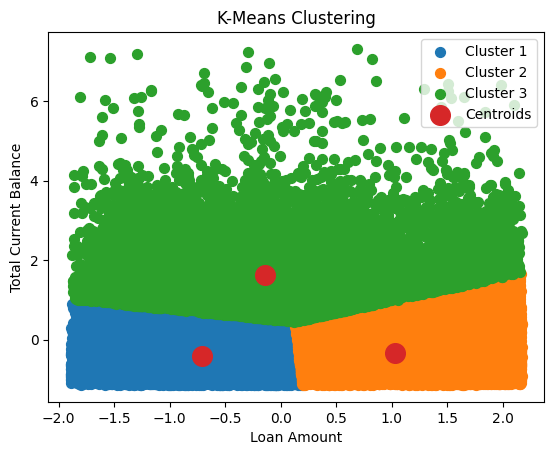 K-Means Clustering
Cluster 1
Cluster 2
Cluster 3
Centroids
Total Current Balance
6
4
2
0
-2.0 -1.5 -1.0 -0.5 0.0 0.5 1.0 1.5 2.0
Loan Amount